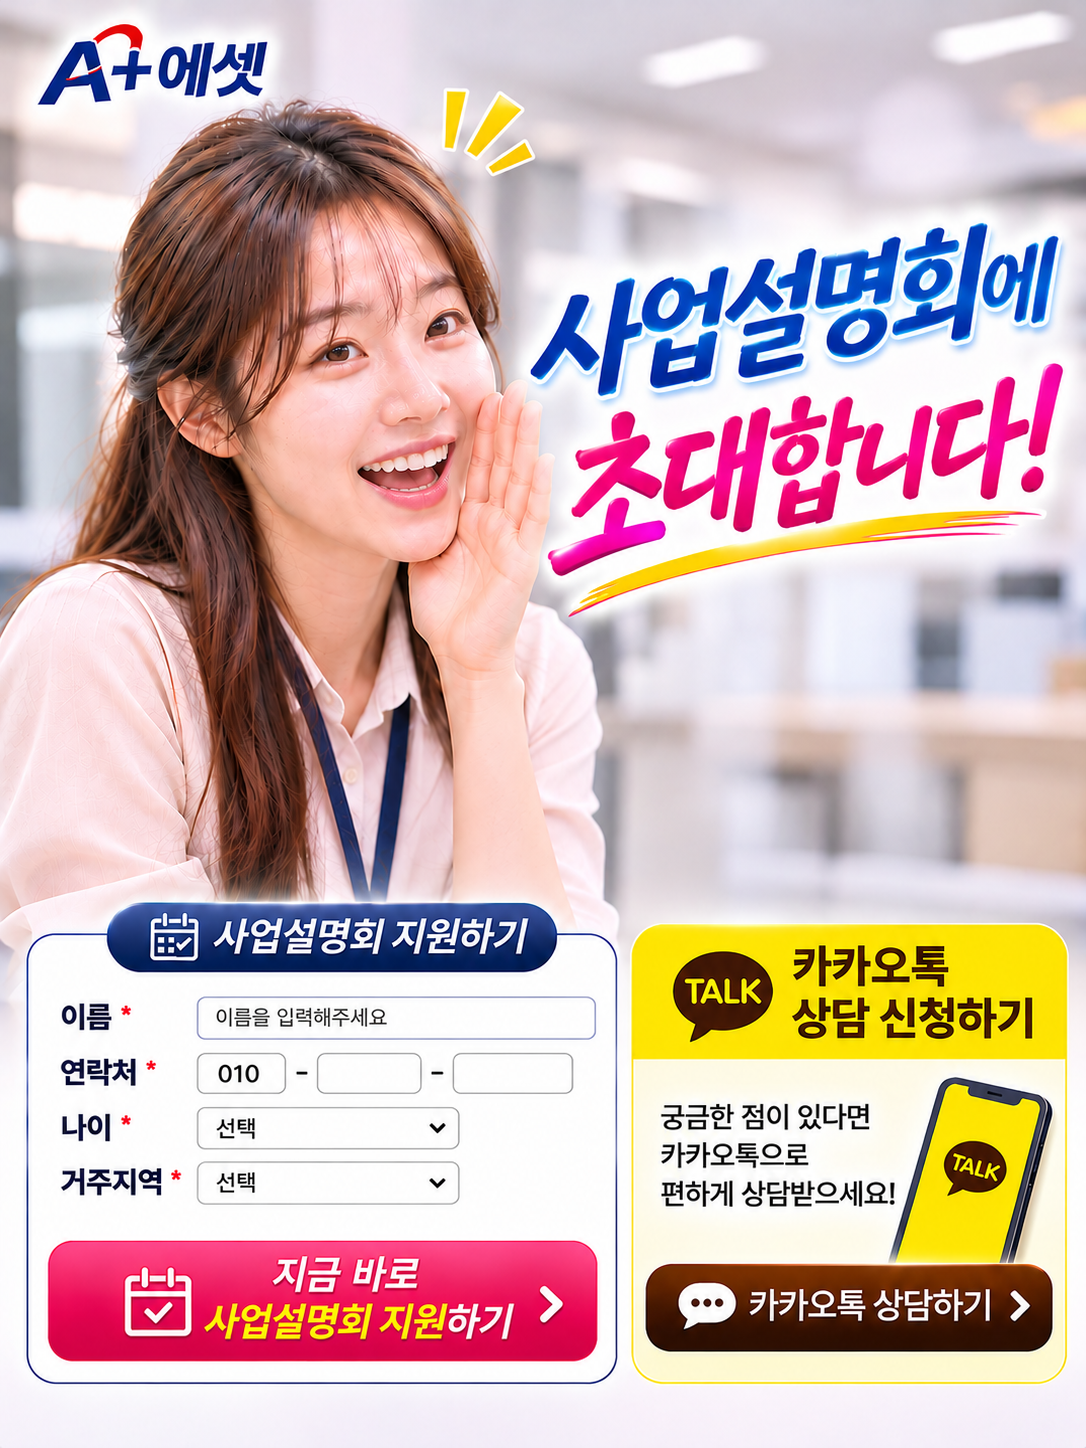 A+에셋
사업설명회에
초대합니다!
사업설명회 지원하기
이름 *
이름을 입력해주세요
연락처 *
010 - -
나이 *
선택
거주지역 *
선택
지금 바로
사업설명회 지원하기
TALK
카카오톡
상담 신청하기
궁금한 점이 있다면
카카오톡으로
편하게 상담받으세요!
TALK
카카오톡 상담하기